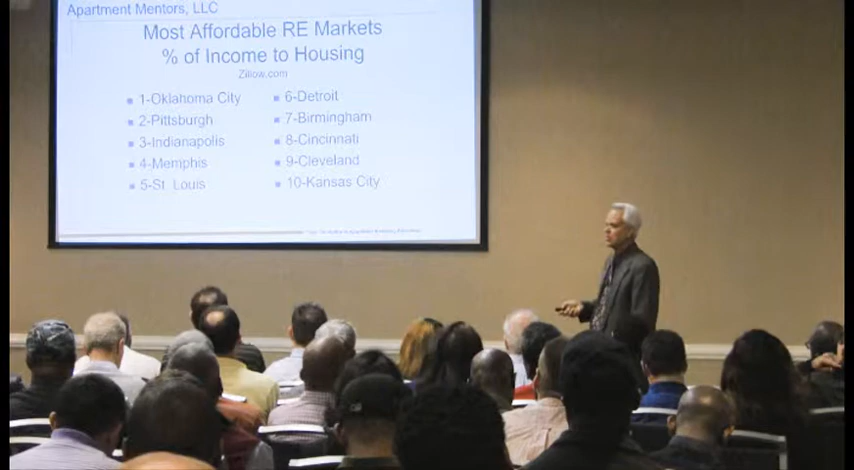 Apartment Mentors, LLC
Most Affordable RE Markets
% of Income to Housing
Zillow.com
1-Oklahoma City
2-Pittsburgh
3-Indianapolis
4-Memphis
5-St. Louis
6-Detroit
7-Birmingham
8-Cincinnati
9-Cleveland
10-Kansas City